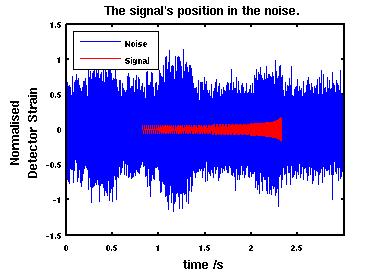 The signal's position in the noise.
1.5
Noise
Signal
1
0.5
0
-0.5
-1
-1.5
Normalised
Detector Strain
0 0.5 1 1.5 2 2.5
time /s